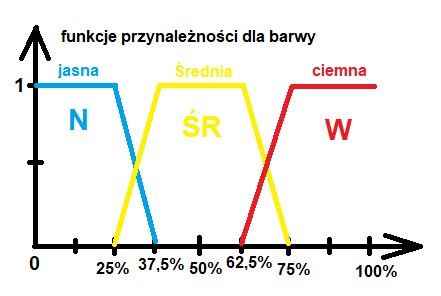 funkcje przynależności dla barwy
jasna Średnia ciemna
1
N ŚR W
0 25% 37,5% 50% 62,5% 75% 100%